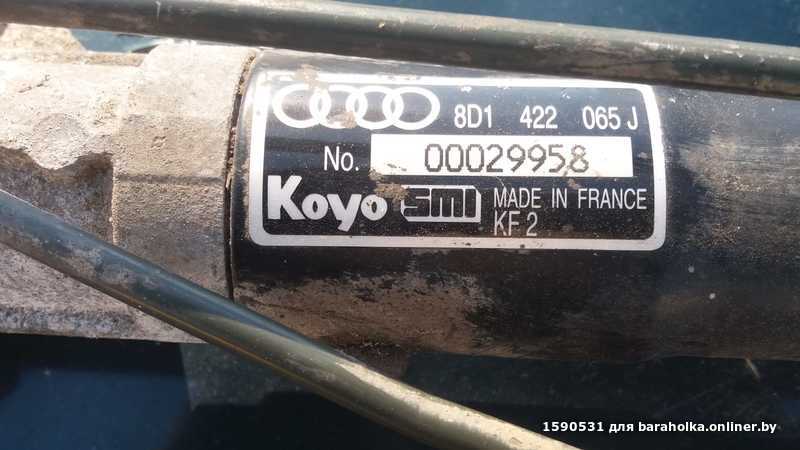 8D1 422 065 J
No. 00029958
Koyo SMI MADE IN FRANCE
KF 2
1590531 для baraholka.onliner.by